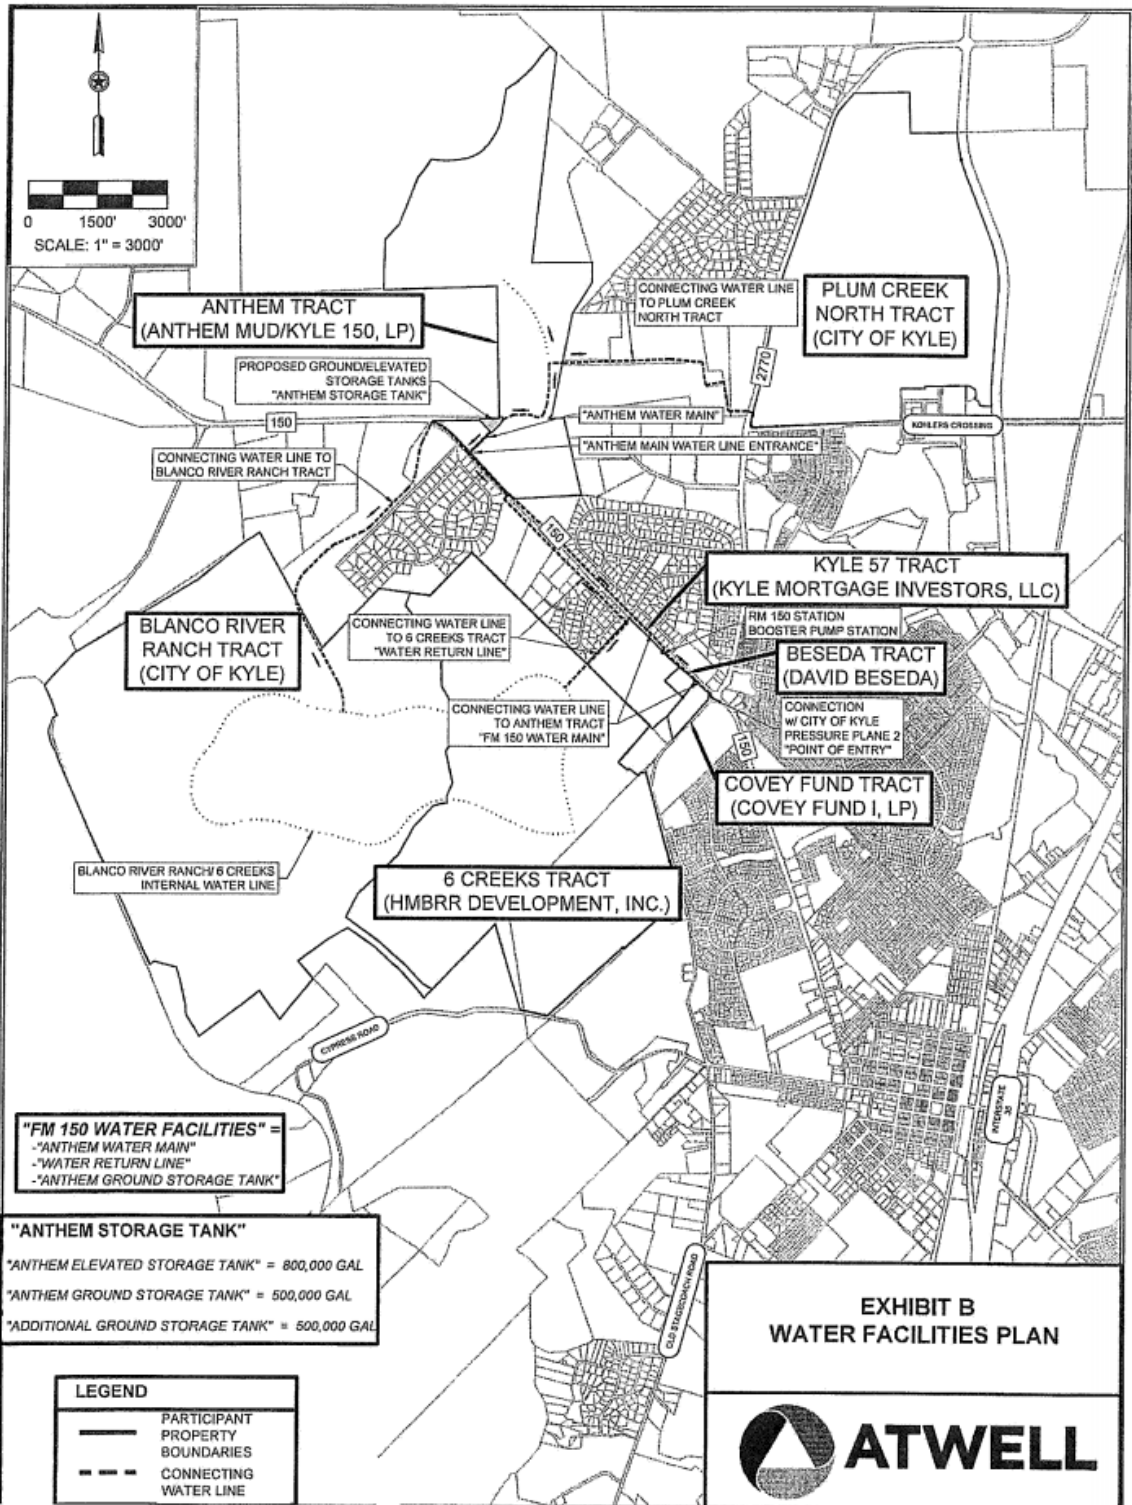 0 1500' 3000'
SCALE: 1" = 3000'
ANTHEM TRACT
(ANTHEM MUD/KYLE 150, LP)
CONNECTING WATER LINE
TO PLUM CREEK
NORTH TRACT
PLUM CREEK
NORTH TRACT
(CITY OF KYLE)
PROPOSED GROUND/ELEVATED
STORAGE TANKS
"ANTHEM STORAGE TANK"
2770
150
"ANTHEM WATER MAIN"
KOHLERS CROSSING
"ANTHEM MAIN WATER LINE ENTRANCE"
CONNECTING WATER LINE TO
BLANCO RIVER RANCH TRACT
150
KYLE 57 TRACT
(KYLE MORTGAGE INVESTORS, LLC)
BLANCO RIVER
RANCH TRACT
(CITY OF KYLE)
CONNECTING WATER LINE
TO 6 CREEKS TRACT
"WATER RETURN LINE"
RM 150 STATION
BOOSTER PUMP STATION
BESEDA TRACT
(DAVID BESEDA)
CONNECTING WATER LINE
TO ANTHEM TRACT
"FM 150 WATER MAIN"
CONNECTION
w/ CITY OF KYLE
PRESSURE PLANE 2
"POINT OF ENTRY"
150
COVEY FUND TRACT
(COVEY FUND I, LP)
BLANCO RIVER RANCH/ 6 CREEKS
INTERNAL WATER LINE
6 CREEKS TRACT
(HMBRR DEVELOPMENT, INC.)
CYPRESS ROAD
INTERSTATE
35
"FM 150 WATER FACILITIES" =
-"ANTHEM WATER MAIN"
-"WATER RETURN LINE"
-"ANTHEM GROUND STORAGE TANK"
"ANTHEM STORAGE TANK"
"ANTHEM ELEVATED STORAGE TANK" = 800,000 GAL
"ANTHEM GROUND STORAGE TANK" = 500,000 GAL
"ADDITIONAL GROUND STORAGE TANK" = 500,000 GAL
OLD STAGECOACH ROAD
EXHIBIT B
WATER FACILITIES PLAN
LEGEND
PARTICIPANT
PROPERTY
BOUNDARIES
CONNECTING
WATER LINE
ATWELL